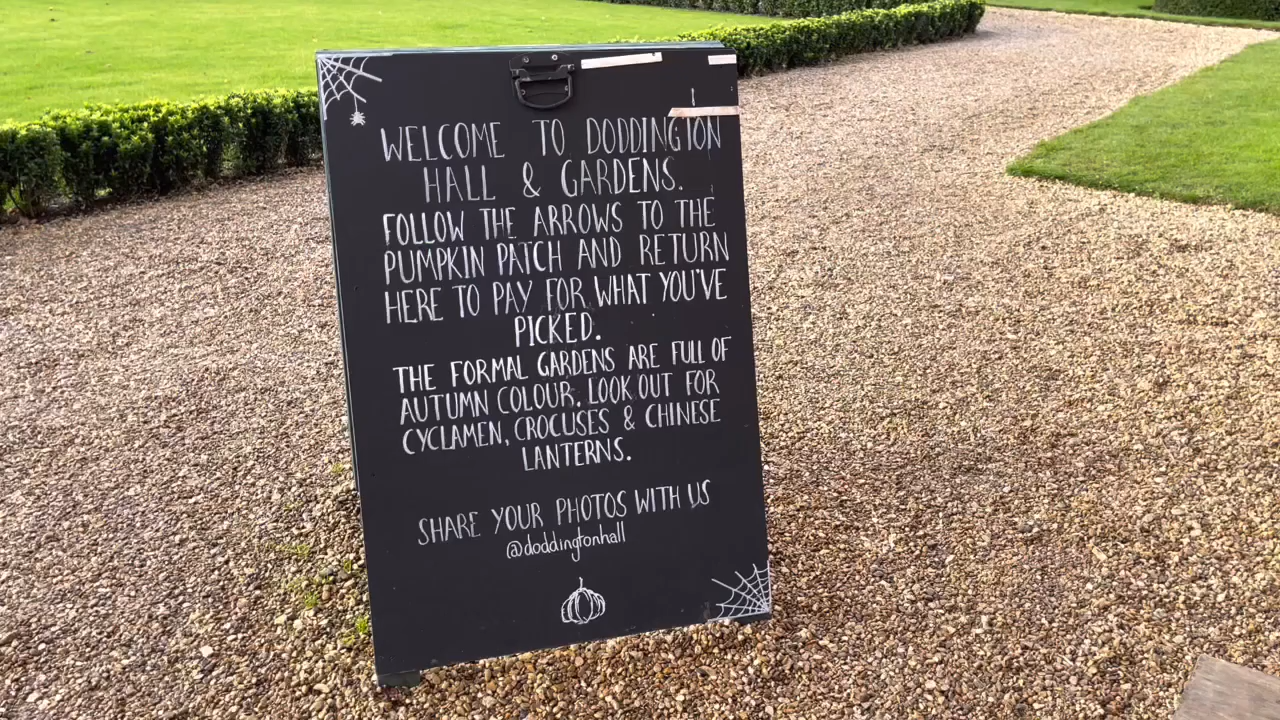 WELCOME TO DODDINGTON
HALL & GARDENS.
FOLLOW THE ARROWS TO THE
PUMPKIN PATCH AND RETURN
HERE TO PAY FOR WHAT YOU'VE
PICKED.
THE FORMAL GARDENS ARE FULL OF
AUTUMN COLOUR. LOOK OUT FOR
CYCLAMEN, CROCUSES & CHINESE
LANTERNS.
SHARE YOUR PHOTOS WITH US
@doddingtonhall